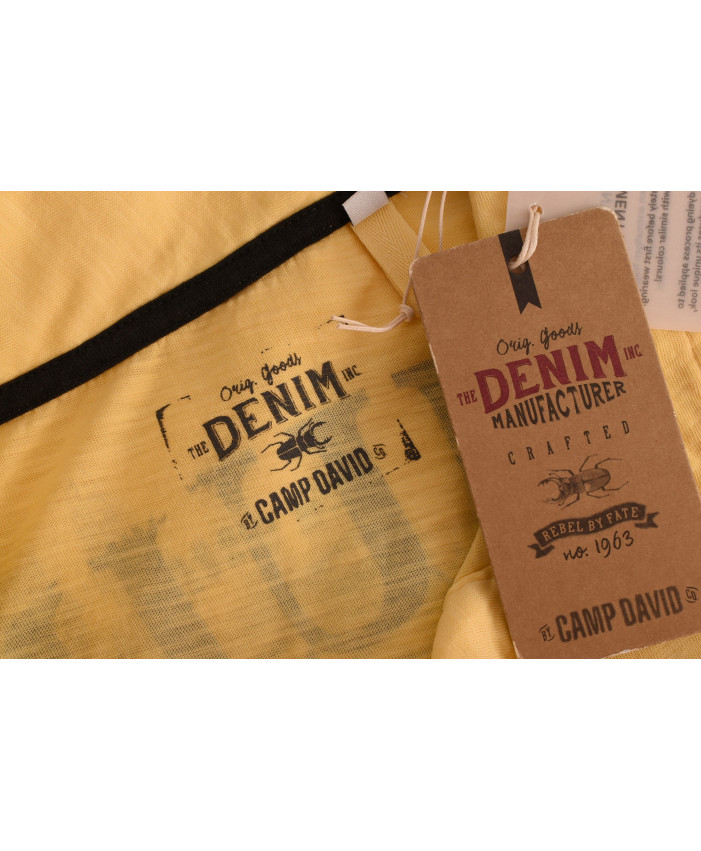 Orig. Goods
THE DENIM INC.
BY CAMP DAVID CO.
Orig. Goods
THE DENIM INC.
MANUFACTURER
CRAFTED
REBEL BY FATE
no. 1963
BY CAMP DAVID CO.